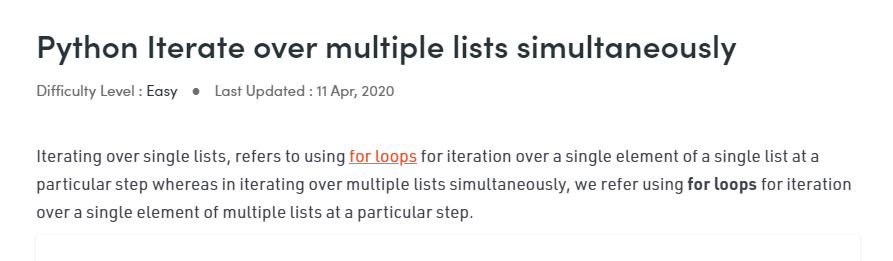 Python Iterate over multiple lists simultaneously
Difficulty Level : Easy ● Last Updated : 11 Apr, 2020
Iterating over single lists, refers to using for loops for iteration over a single element of a single list at a
particular step whereas in iterating over multiple lists simultaneously, we refer using for loops for iteration
over a single element of multiple lists at a particular step.